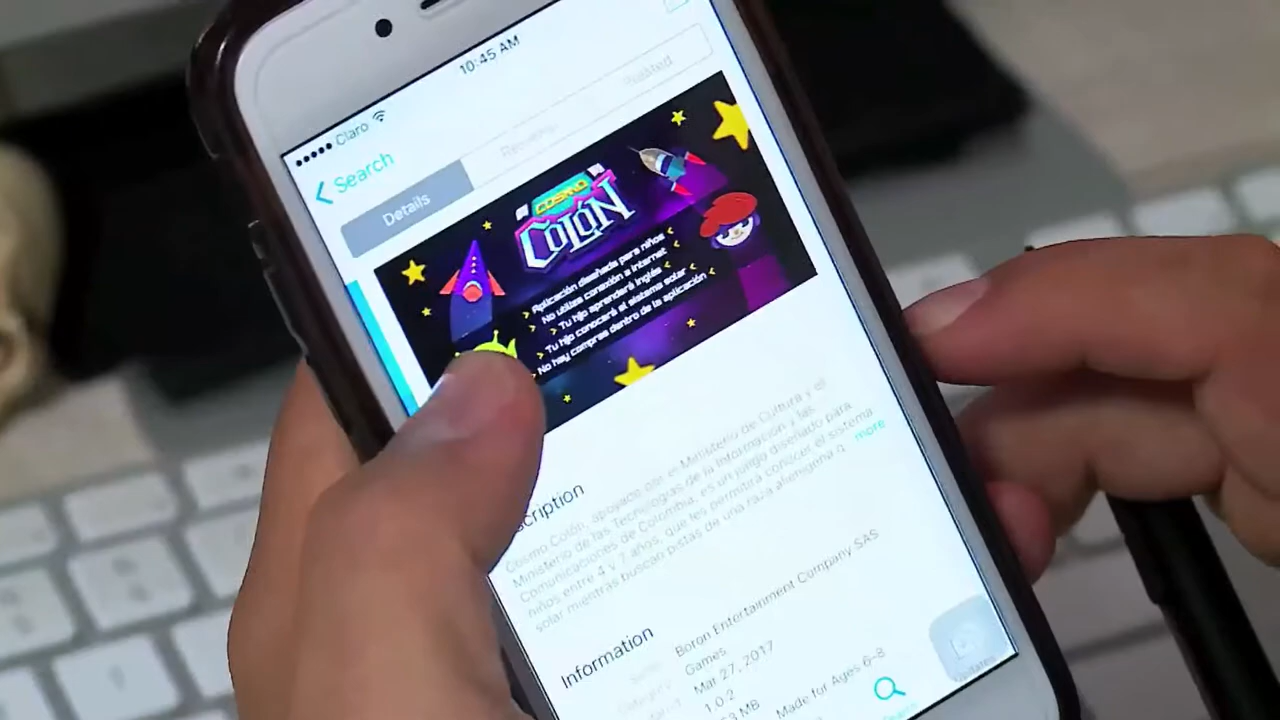 10:45 AM
Claro
Search
Details
Reviews
Related
COSMO
COLÓN
Aplicación diseñada para niños
No utiliza conexión a internet
Tu hijo aprenderá inglés
Tu hijo conocerá el sistema solar
No hay compras dentro de la aplicación
scription
Cosmo Colón, apoyado por el Ministerio de Cultura y el
Ministerio de las Tecnologías de la Información y las
Comunicaciones de Colombia, es un juego diseñado para
niños entre 4 y 7 años, que les permitirá conocer el sistema
solar mientras buscan pistas de una raza alienígena q
more
Information
Boron Entertainment Company SAS
Games
Mar 27, 2017
1.0.2
MB
Made for Ages 6-8